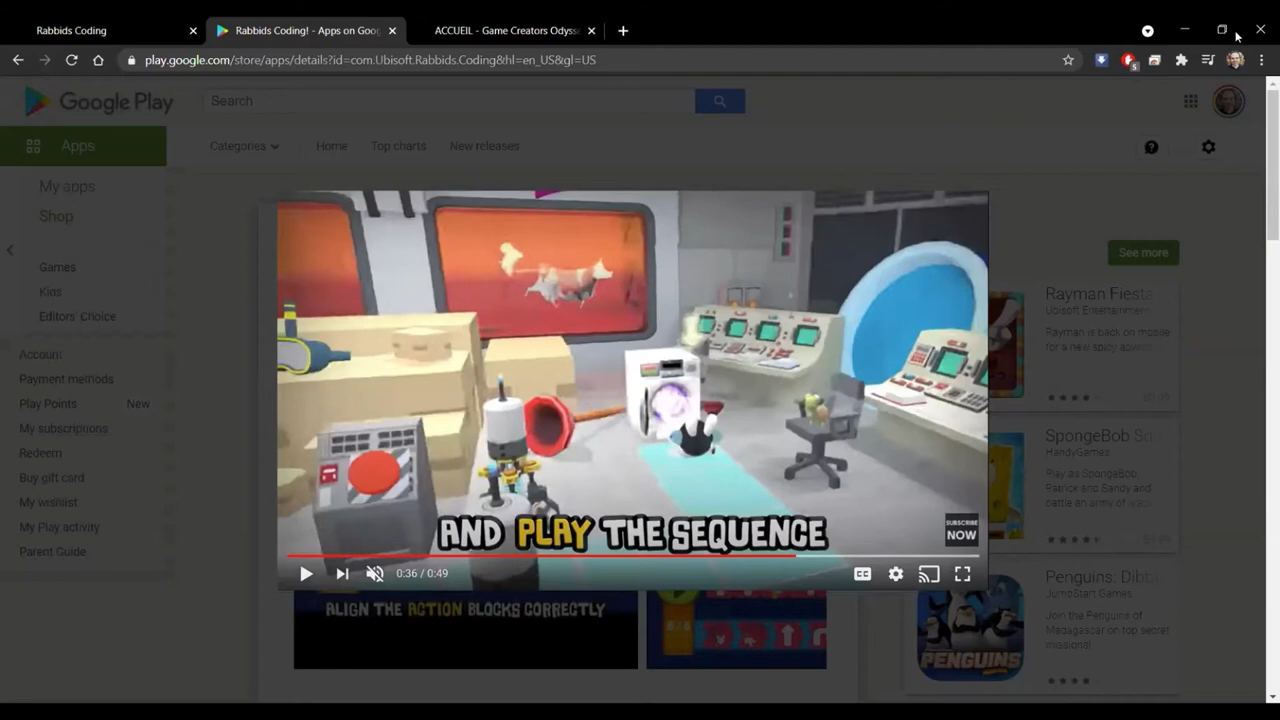 Rabbids Coding
Rabbids Coding! - Apps on Goog
ACCUEIL - Game Creators Odysse
play.google.com/store/apps/details?id=com.Ubisoft.Rabbids.Coding&hl=en_US&gl=US
5
Google Play
Search
Apps
Categories
Home
Top charts
New releases
My apps
Shop
Games
Kids
Editors' Choice
Account
Payment methods
Play Points
New
My subscriptions
Redeem
Buy gift card
My wishlist
My Play activity
Parent Guide
AND PLAY THE SEQUENCE
SUBSCRIBE
NOW
0:36 / 0:49
CC
ALIGN THE ACTION BLOCKS CORRECTLY
See more
Rayman Fiesta
Ubisoft Entertainment
Rayman is back on mobile
for a new spicy
SpongeBob
HandyGames
Play as SpongeBob,
Patrick and Sandy and
battle an army of
Penguins: Dibb
JumpStart Games
Join the Penguins of
Madagascar on top secret
missions!
PENGUINS